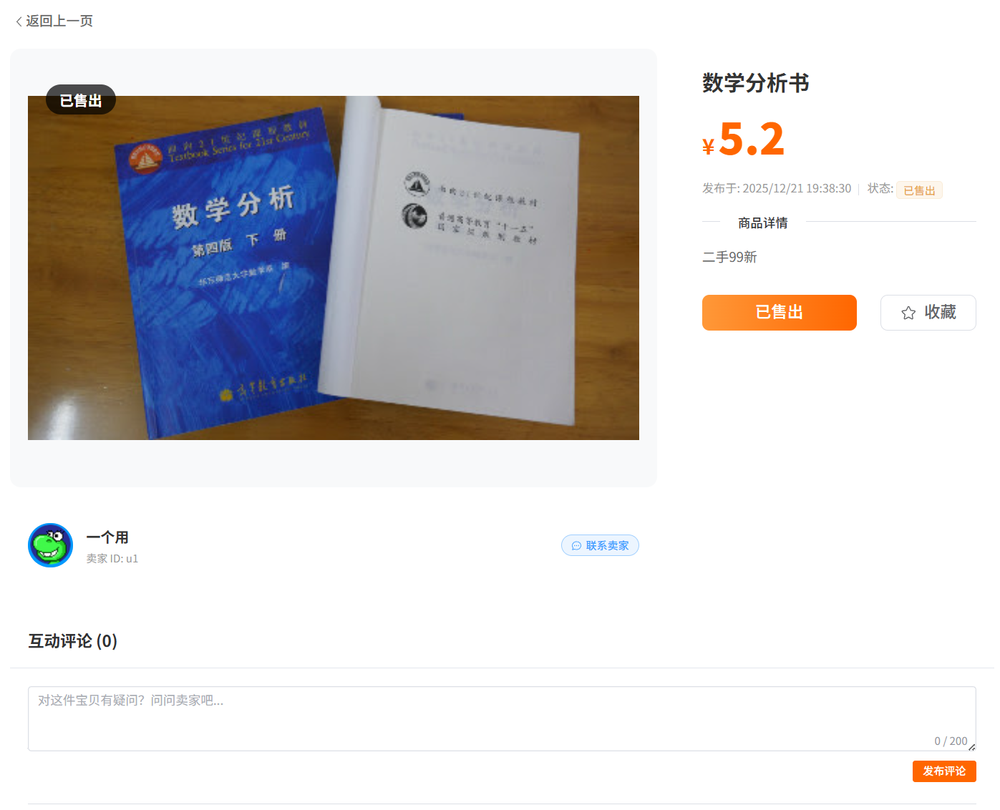 返回上一页
已售出
面向21世纪课程教材
Textbook Series for 21st Century
数学分析
第四版 下册
华东师范大学数学系 编
高等教育出版社
面向21世纪课程教材
普通高等教育“十一五”
国家级规划教材
数学分析书
¥5.2
发布于: 2025/12/21 19:38:30
状态: 已售出
商品详情
二手99新
已售出
收藏
一个用
卖家 ID: u1
联系卖家
互动评论 (0)
对这件宝贝有疑问？问问卖家吧...
0 / 200
发布评论